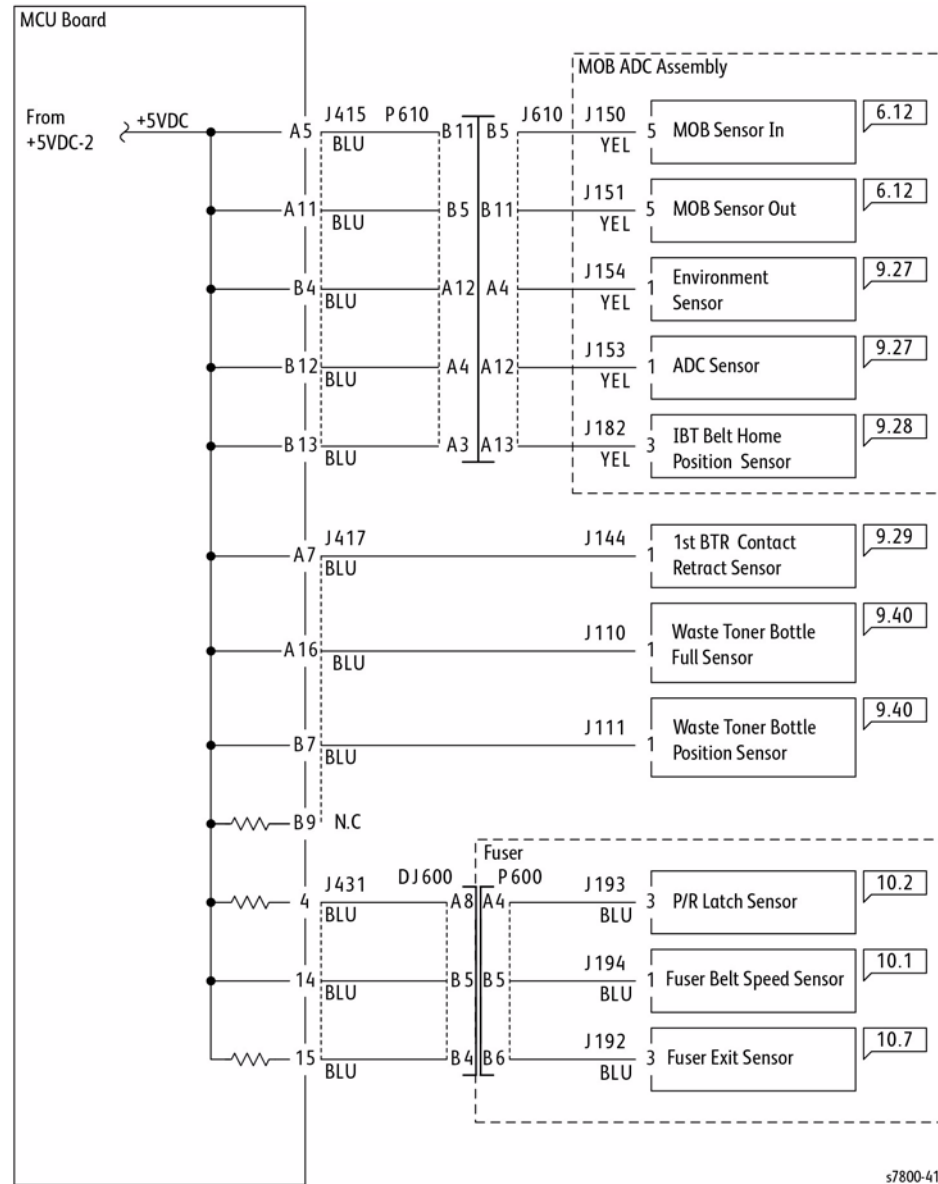 MCU Board
MOB ADC Assembly
From
+5VDC-2
+5VDC
A5
J415
P610
B11
B5
J610
J150
5
MOB Sensor In
6.12
BLU
YEL
A11
B5
B11
J151
5
MOB Sensor Out
6.12
BLU
YEL
B4
A12
A4
J154
1
Environment
Sensor
9.27
BLU
YEL
B12
A4
A12
J153
1
ADC Sensor
9.27
BLU
YEL
B13
A3
A13
J182
3
IBT Belt Home
Position Sensor
9.28
BLU
YEL
A7
J417
J144
1
1st BTR Contact
Retract Sensor
9.29
BLU
A16
J110
1
Waste Toner Bottle
Full Sensor
9.40
BLU
B7
J111
1
Waste Toner Bottle
Position Sensor
9.40
BLU
B9
N.C
Fuser
4
J431
DJ600
A8
A4
P600
J193
3
P/R Latch Sensor
10.2
BLU
BLU
14
B5
B5
J194
1
Fuser Belt Speed Sensor
10.1
BLU
BLU
15
B4
B6
J192
3
Fuser Exit Sensor
10.7
BLU
BLU
s7800-41